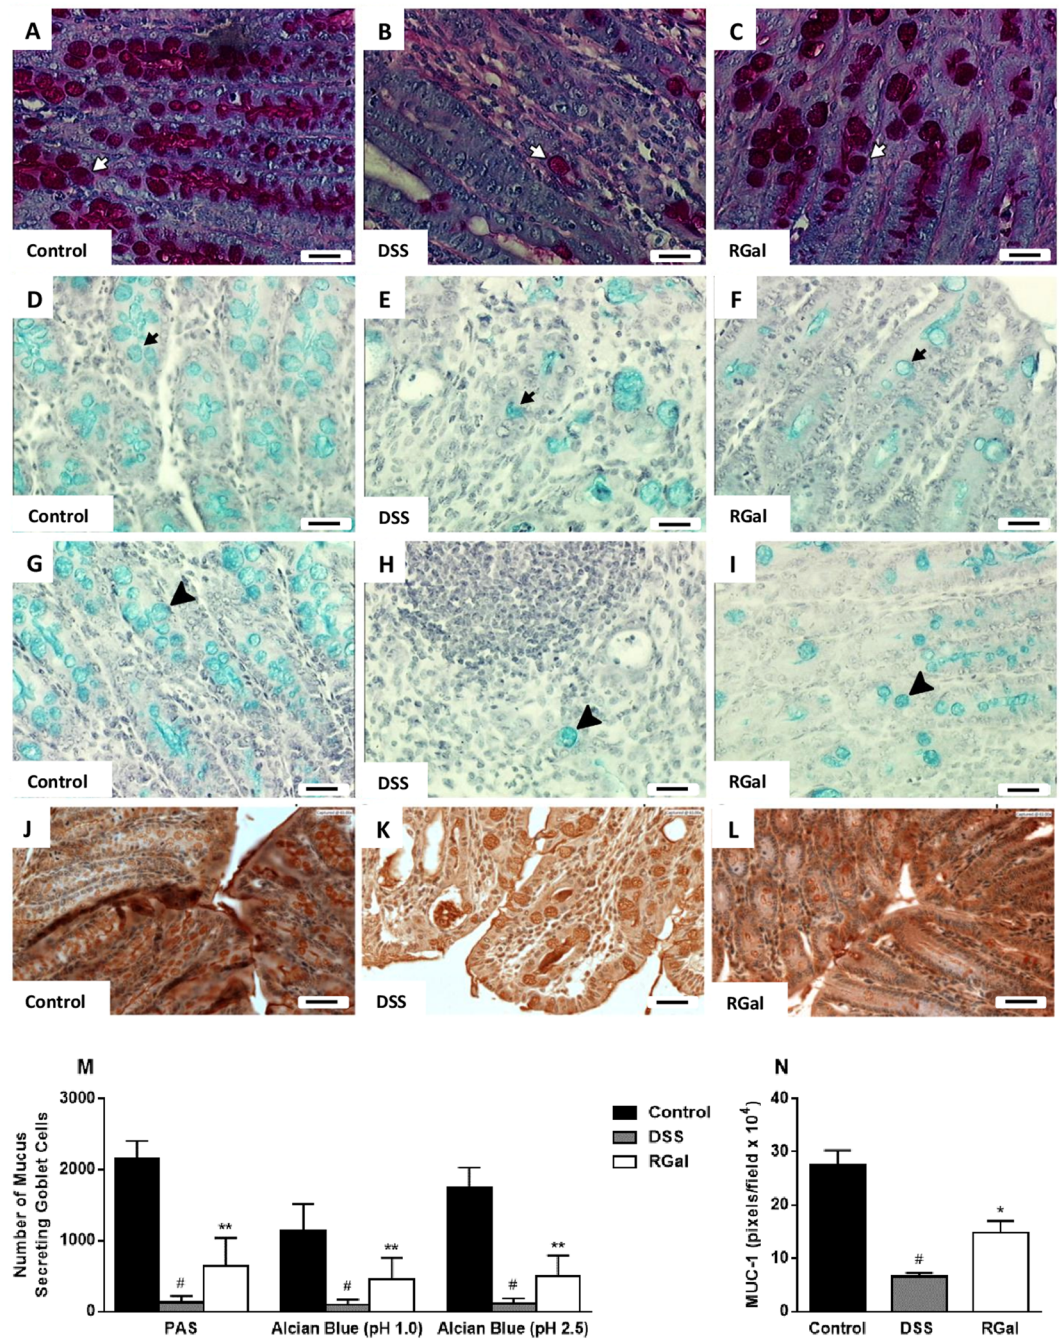 A
B
C
Control
DSS
RGal
D
E
F
Control
DSS
RGal
G
H
I
Control
DSS
RGal
J
K
L
Control
DSS
RGal
M
N
Number of Mucus
Secreting Goblet Cells
3000
2000
1000
0
#
**
#
**
#
**
PAS
Alcian Blue (pH 1.0)
Alcian Blue (pH 2.5)
Control
DSS
RGal
MUC-1 (pixels/field x 10⁴)
40
30
20
10
0
#
*
Control
DSS
RGal